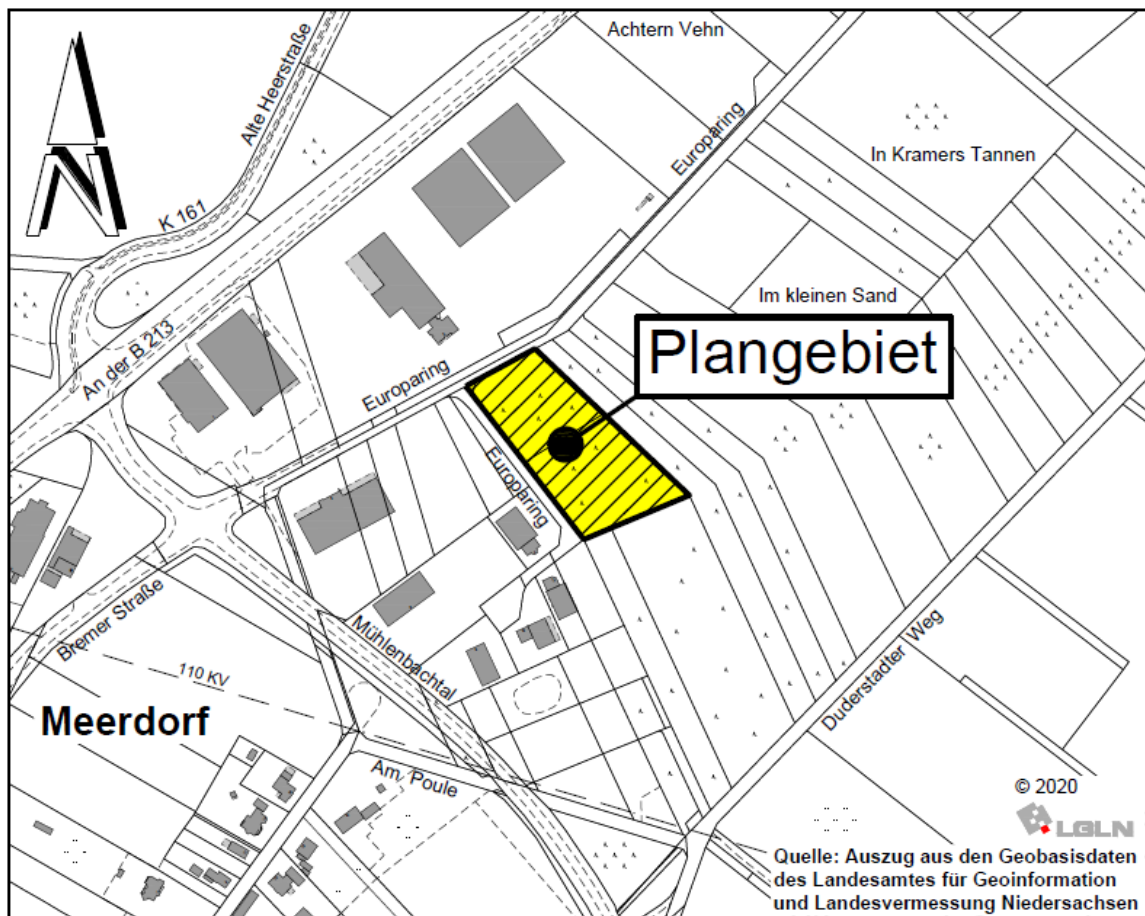 Achtern Vehn
Alte Heerstraße
Europaring
In Kramers Tannen
N
K 161
Im kleinen Sand
An der B 213
Plangebiet
Europaring
Europaring
Bremer Straße
Mühlenbachtal
110 KV
Duderstadter Weg
Meerdorf
Am Poule
© 2020
LGLN
Quelle: Auszug aus den Geobasisdaten
des Landesamtes für Geoinformation
und Landesvermessung Niedersachsen